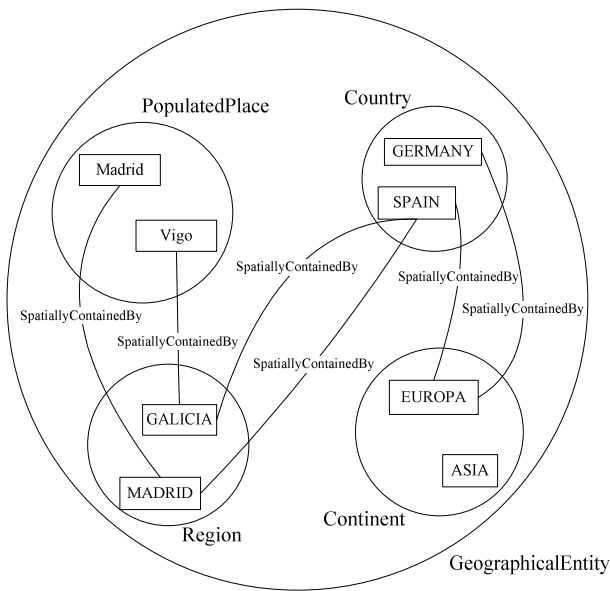 Country
PopulatedPlace
GERMANY
Madrid
SPAIN
Vigo
SpatiallyContainedBy
SpatiallyContainedBy
SpatiallyContainedBy
SpatiallyContainedBy
SpatiallyContainedBy
SpatiallyContainedBy
EUROPA
GALICIA
ASIA
MADRID
Continent
Region
GeographicalEntity